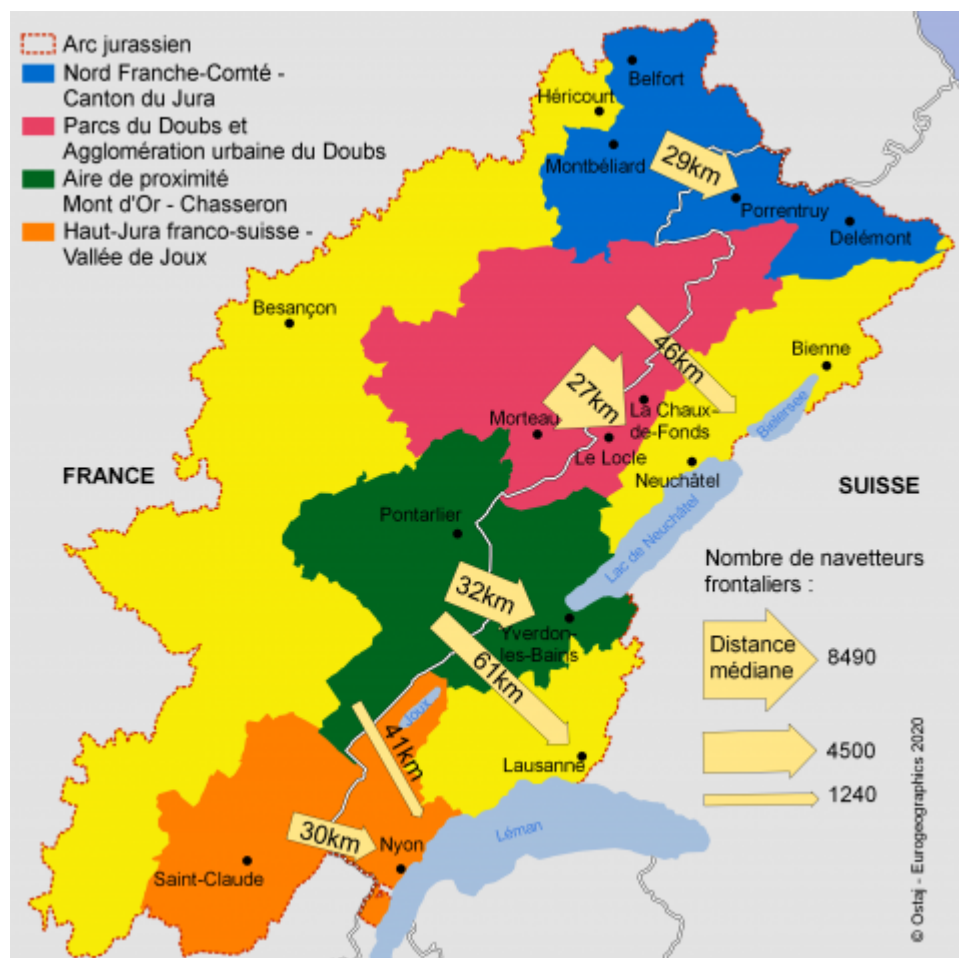 Arc jurassien
Nord Franche-Comté -
Canton du Jura
Parcs du Doubs et
Agglomération urbaine du Doubs
Aire de proximité
Mont d'Or - Chasseron
Haut-Jura franco-suisse -
Vallée de Joux
Belfort
Héricourt
Montbéliard
29km
Porrentruy
Delémont
Besançon
46km
Bienne
Bielersee
27km
La Chaux-
de-Fonds
Morteau
Le Locle
Neuchâtel
FRANCE
SUISSE
Pontarlier
Lac de Neuchâtel
32km
Yverdon-
les-Bains
61km
Joux
41km
Lausanne
Léman
30km
Nyon
Saint-Claude
Nombre de navetteurs
frontaliers :
Distance
médiane
8490
4500
1240
© Ostaj - Eurogeographics 2020